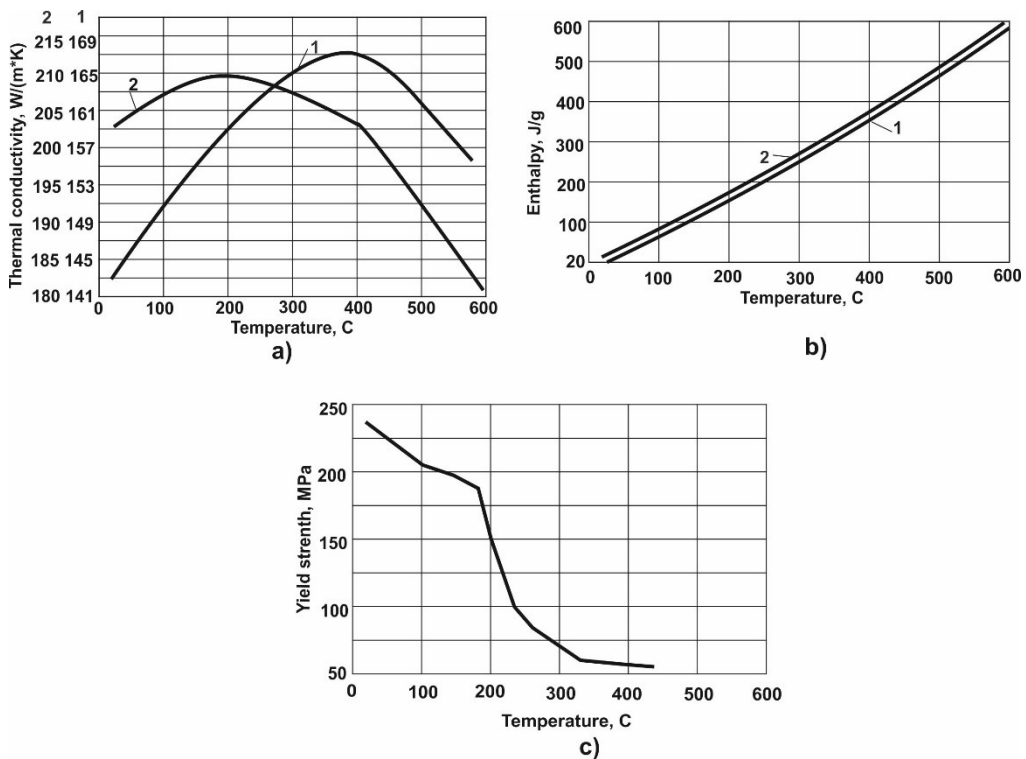 2 1
215 169
210 165
205 161
200 157
195 153
190 149
185 145
180 141
Thermal conductivity, W/(m*K)
2
1
0 100 200 300 400 500 600
Temperature, C
a)
600
500
400
300
200
100
20
Enthalpy, J/g
2
1
0 100 200 300 400 500 600
Temperature, C
b)
250
200
150
100
50
Yield strenth, MPa
0 100 200 300 400 500 600
Temperature, C
c)